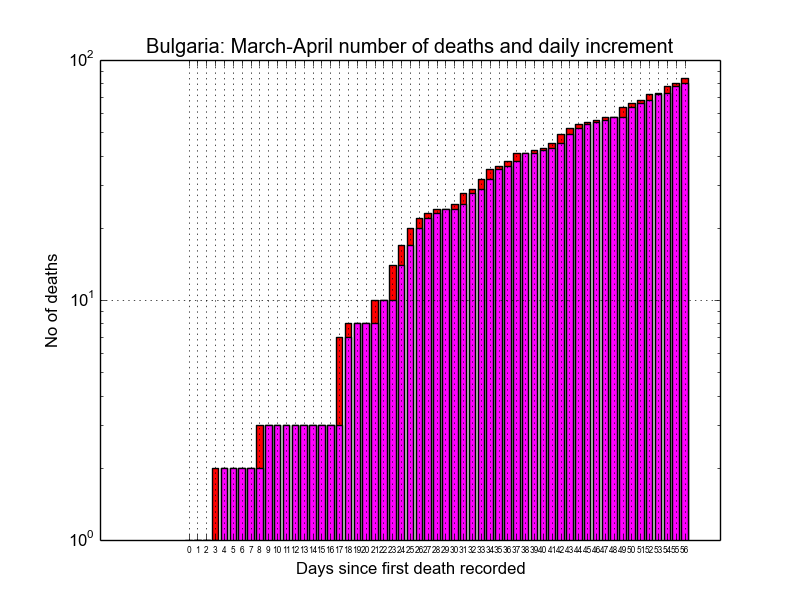 Bulgaria: March-April number of deaths and daily increment
10²
10¹
10⁰
No of deaths
0 1 2 3 4 5 6 7 8 9 10 11 12 13 14 15 16 17 18 19 20 21 22 23 24 25 26 27 28 29 30 31 32 33 34 35 36 37 38 39 40 41 42 43 44 45 46 47 48 49 50 51 52 53 54 55 56
Days since first death recorded